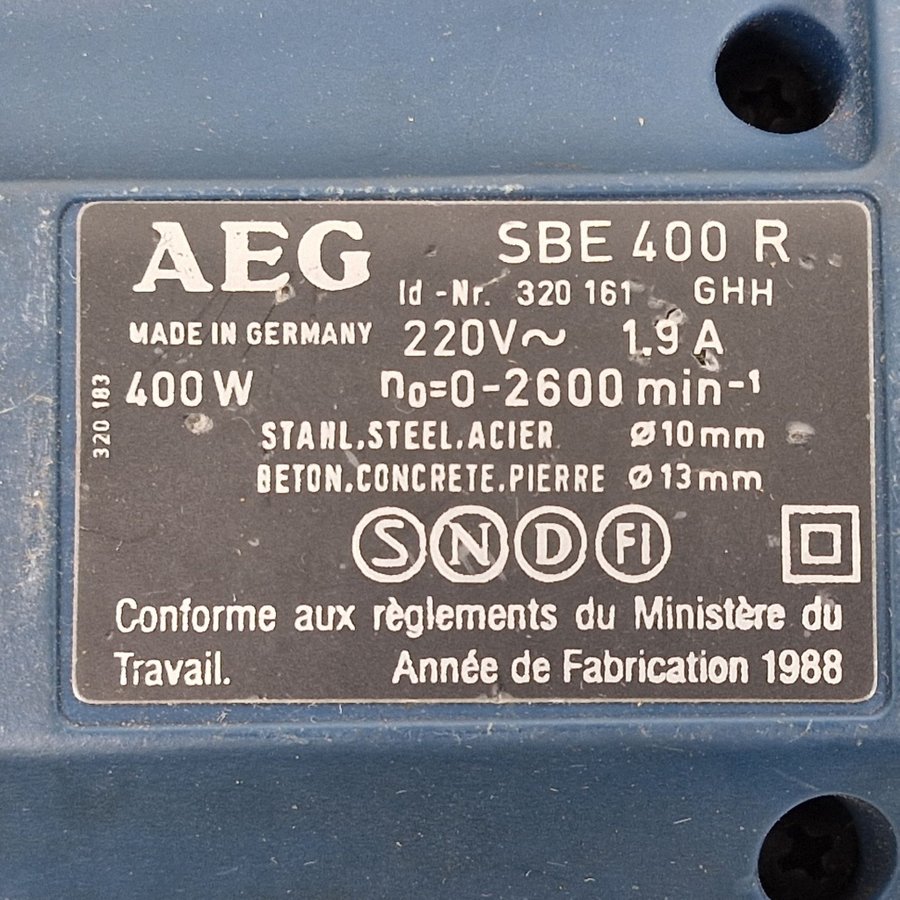 AEG SBE 400 R
Id-Nr. 320 161 GHH
MADE IN GERMANY 220V~ 1.9 A
400 W n₀=0-2600 min⁻¹
320 183
STAHL.STEEL.ACIER Ø10mm
BETON.CONCRETE.PIERRE Ø13mm
S N D FI
Conforme aux règlements du Ministère du
Travail. Année de Fabrication 1988